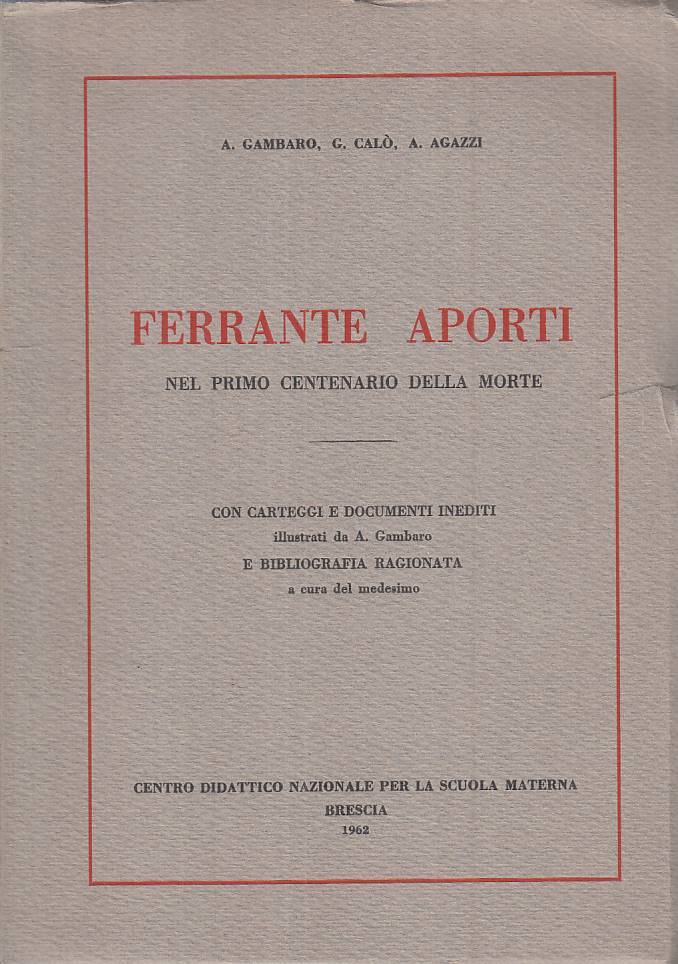 A. GAMBARO, G. CALÒ, A. AGAZZI
FERRANTE APORTI
NEL PRIMO CENTENARIO DELLA MORTE
CON CARTEGGI E DOCUMENTI INEDITI
illustrati da A. Gambaro
E BIBLIOGRAFIA RAGIONATA
a cura del medesimo
CENTRO DIDATTICO NAZIONALE PER LA SCUOLA MATERNA
BRESCIA
1962